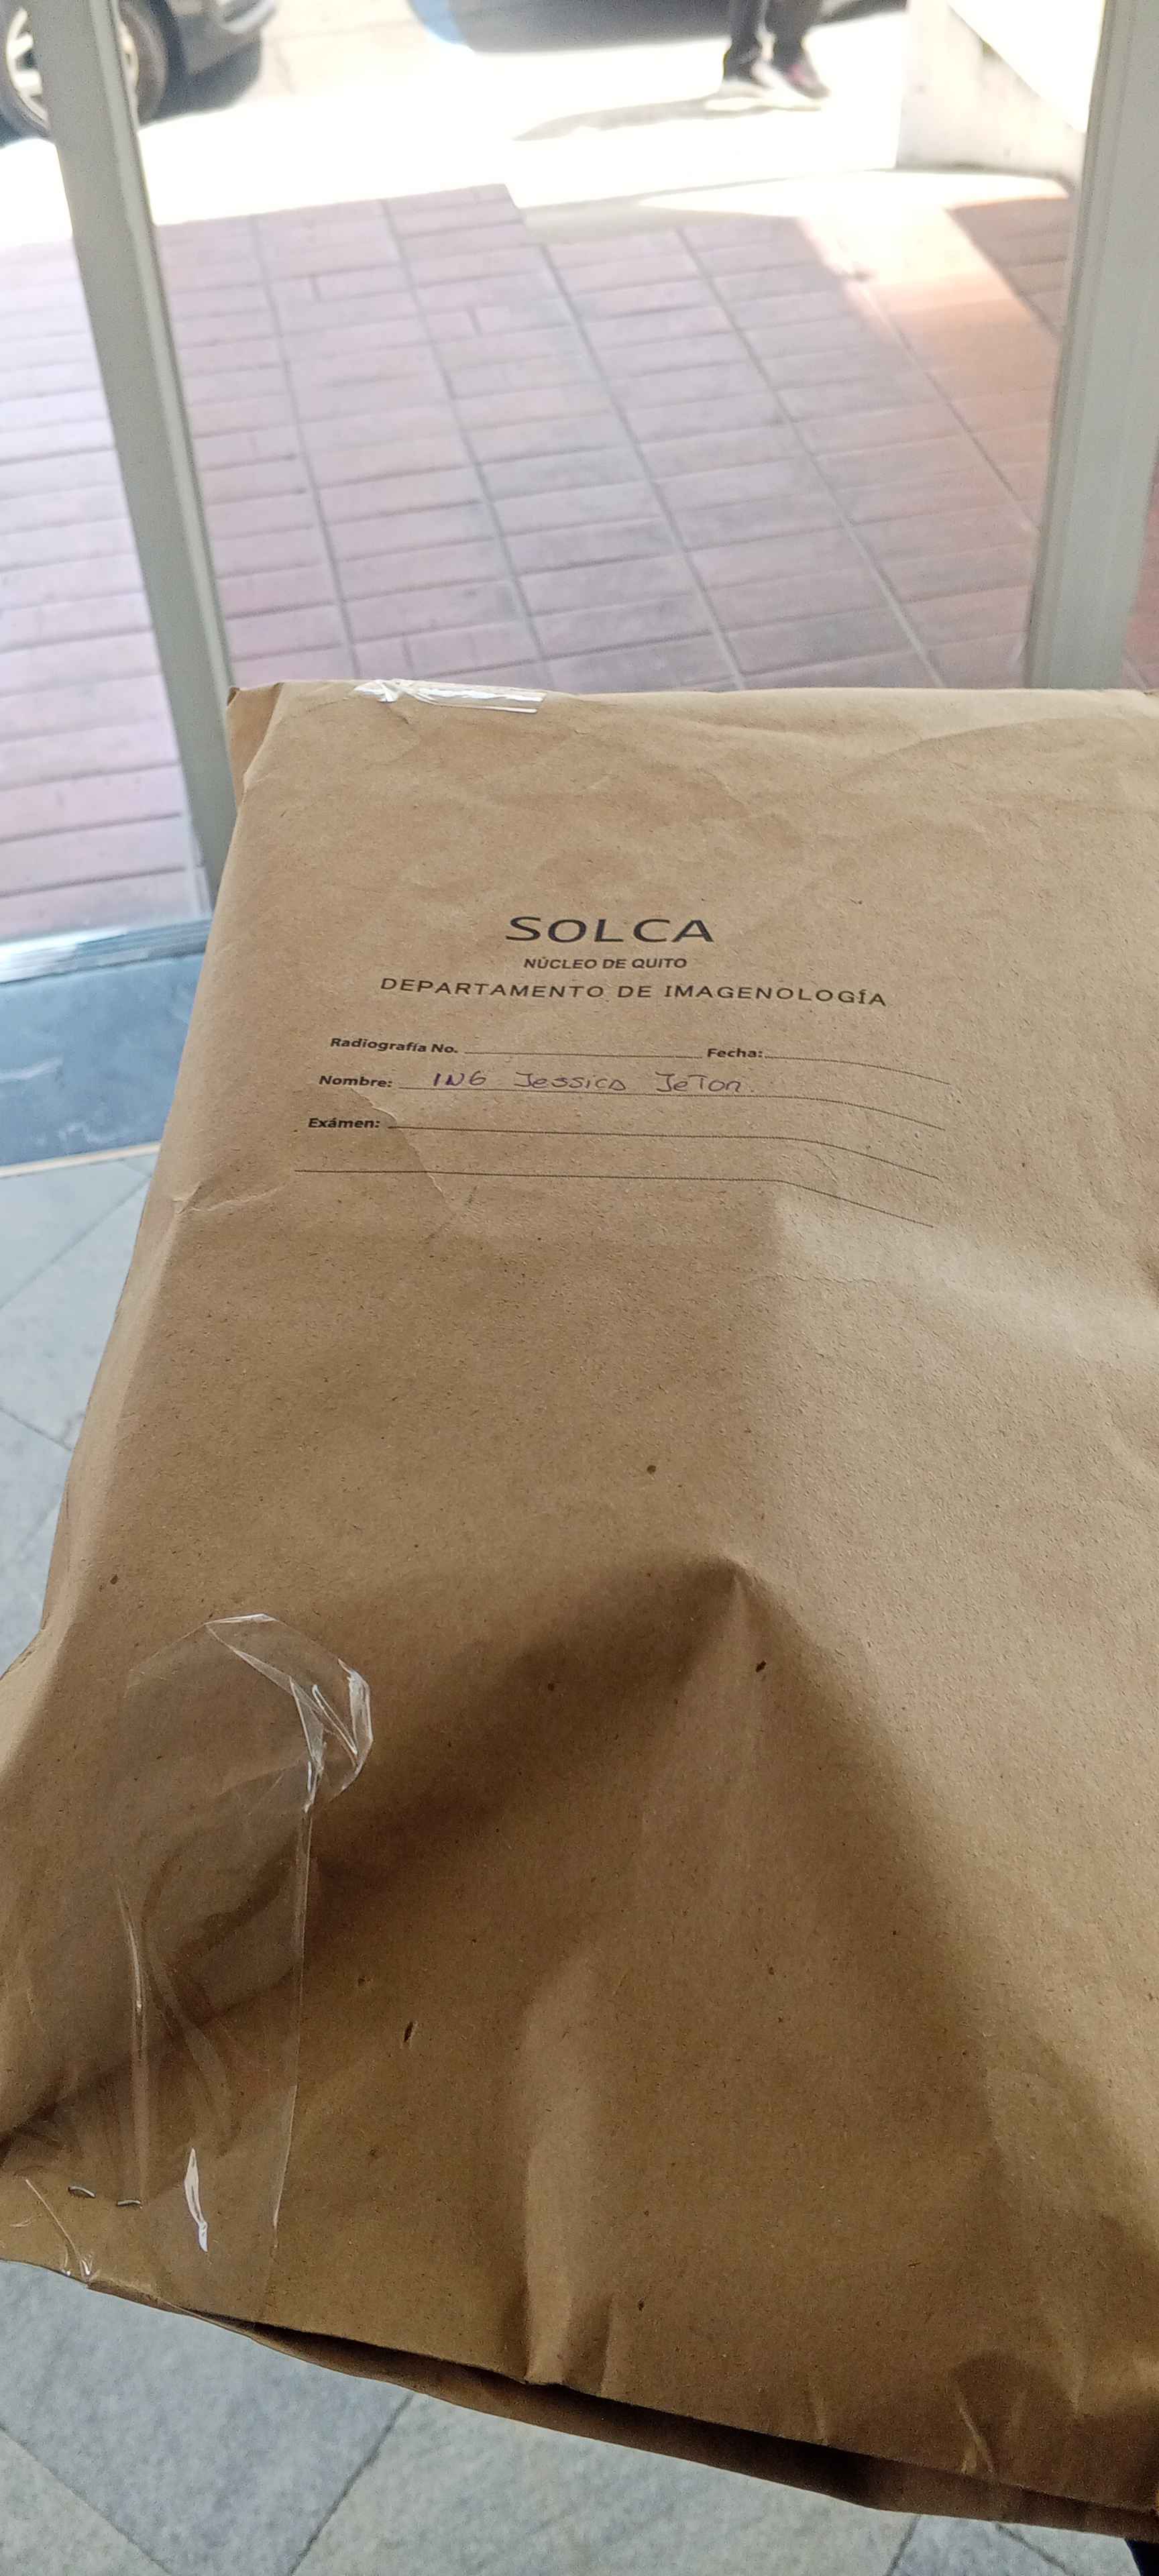 SOLCA
NÚCLEO DE QUITO
DEPARTAMENTO DE IMAGENOLOGÍA
Radiografía No. Fecha:
Nombre: ING Jessica JeTon.
Exámen: